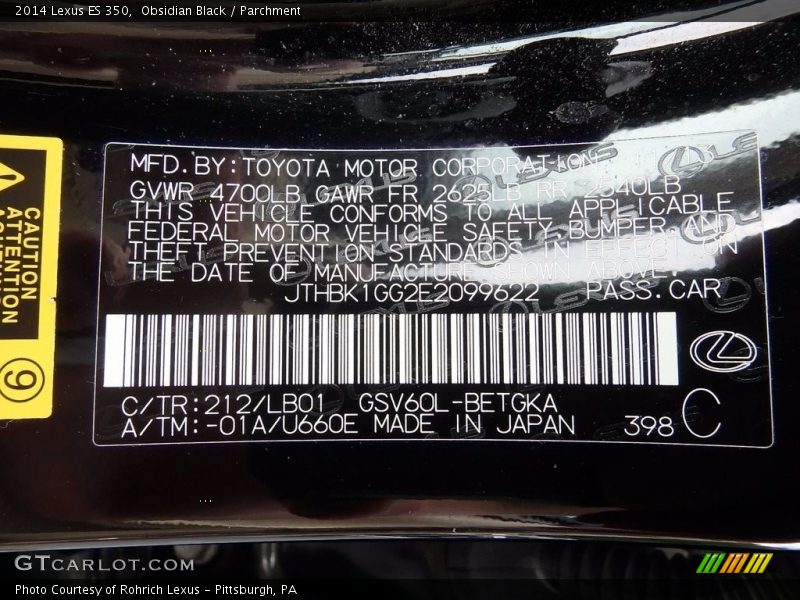 2014 Lexus ES 350,  Obsidian Black / Parchment
MFD.BY:TOYOTA MOTOR CORPORATION
GVWR 4700LB GAWR FR 2625LB RR 2540LB
THIS VEHICLE CONFORMS TO ALL APPLICABLE
FEDERAL MOTOR VEHICLE SAFETY BUMPER AND
THEFT PREVENTION STANDARDS IN EFFECT ON
THE DATE OF MANUFACTURE SHOWN ABOVE.
JTHBK1GG2E2099622 PASS.CAR
C/TR:212/LB01 GSV60L-BETGKA
A/TM:-01A/U660E MADE IN JAPAN 398 C
CAUTION
ATTENTION
9
LEXUS
GTCARLOT.COM
Photo Courtesy of Rohrich Lexus – Pittsburgh, PA